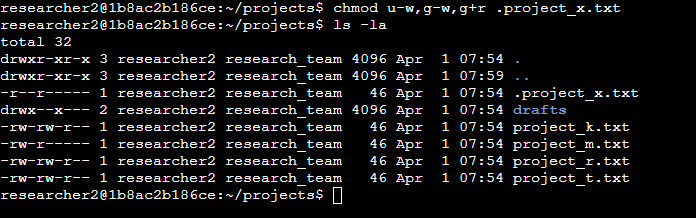 researcher2@1b8ac2b186ce:~/projects$ chmod u-w,g-w,g+r .project_x.txt
researcher2@1b8ac2b186ce:~/projects$ ls -la
total 32
drwxr-xr-x 3 researcher2 research_team 4096 Apr  1 07:54 .
drwxr-xr-x 3 researcher2 research_team 4096 Apr  1 07:59 ..
-r--r----- 1 researcher2 research_team   46 Apr  1 07:54 .project_x.txt
drwx--x--- 2 researcher2 research_team 4096 Apr  1 07:54 drafts
-rw-rw-r-- 1 researcher2 research_team   46 Apr  1 07:54 project_k.txt
-rw-r----- 1 researcher2 research_team   46 Apr  1 07:54 project_m.txt
-rw-rw-r-- 1 researcher2 research_team   46 Apr  1 07:54 project_r.txt
-rw-rw-r-- 1 researcher2 research_team   46 Apr  1 07:54 project_t.txt
researcher2@1b8ac2b186ce:~/projects$